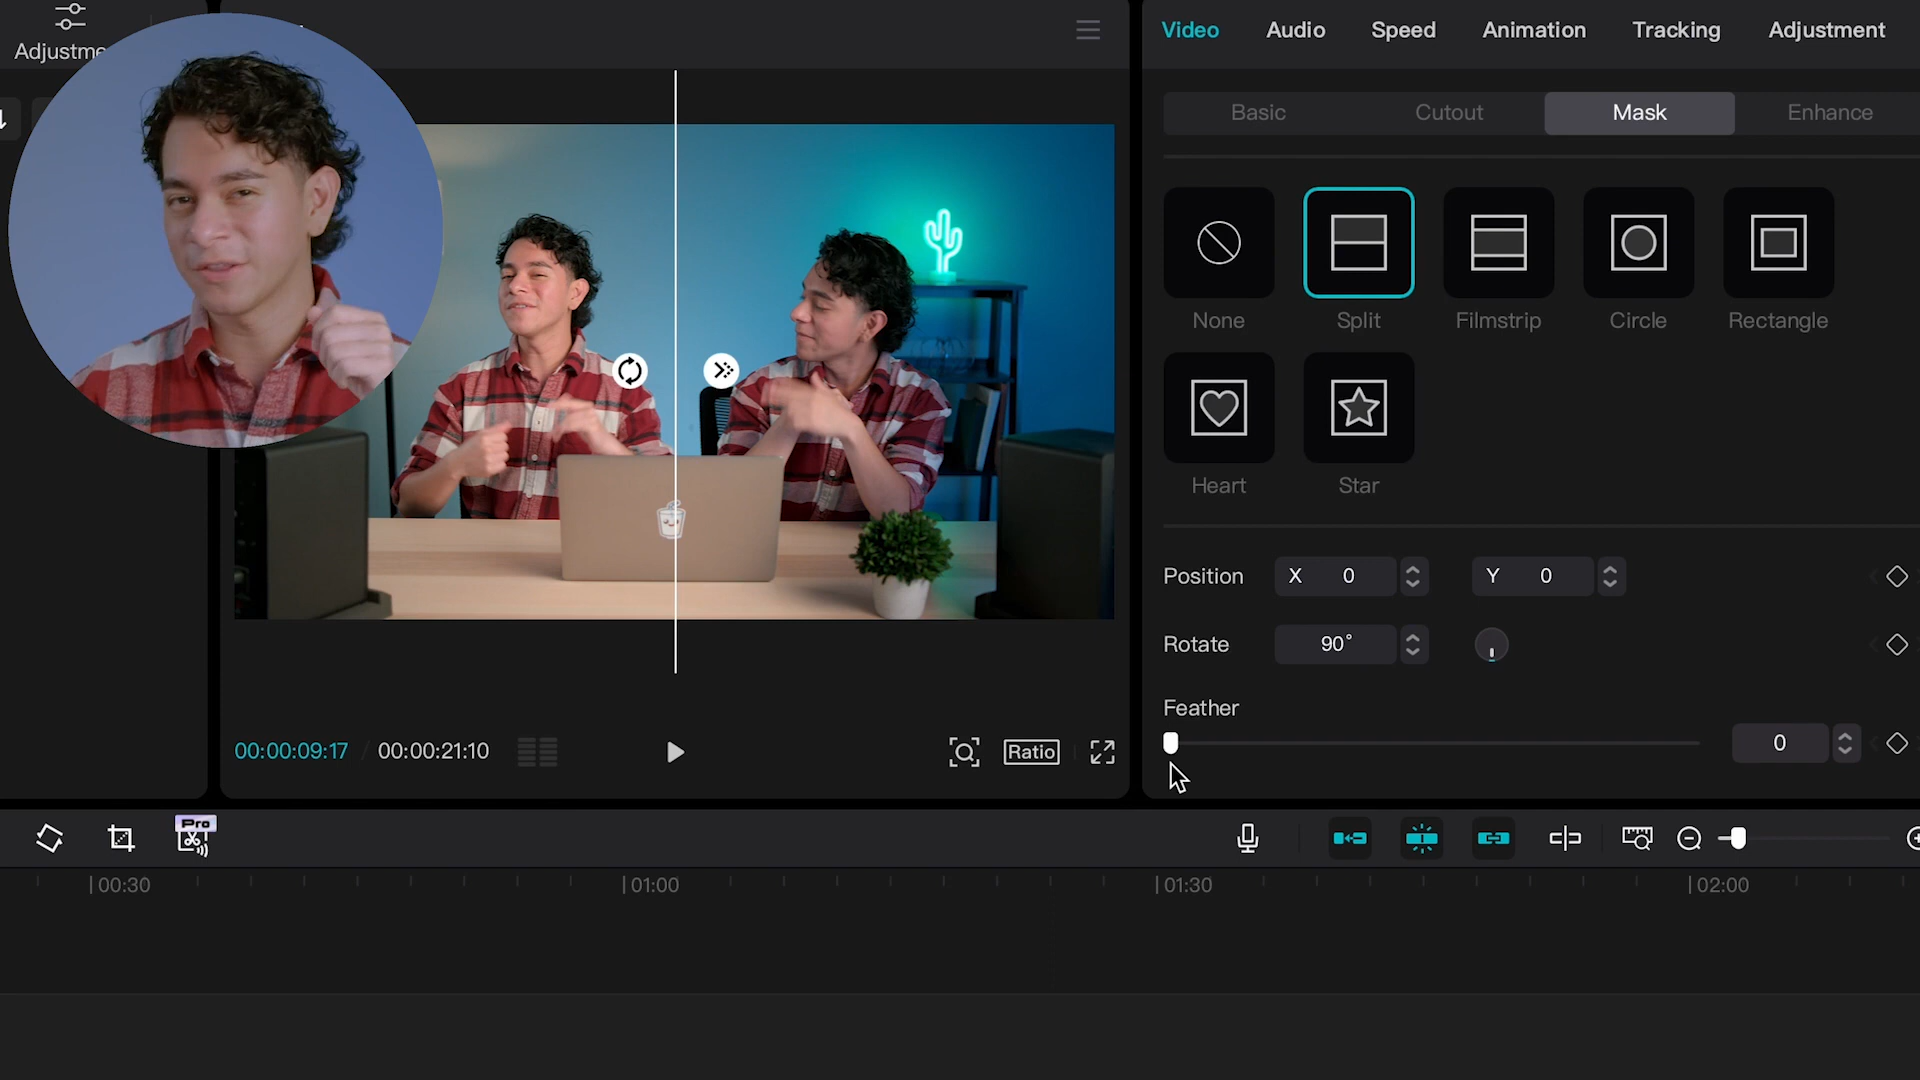 Adjustme
Video Audio Speed Animation Tracking Adjustment
Basic Cutout Mask Enhance
None Split Filmstrip Circle Rectangle
Heart Star
Position X 0 Y 0
Rotate 90°
Feather
0
00:00:09:17 / 00:00:21:10 Ratio
Pro
00:30 01:00 01:30 02:00